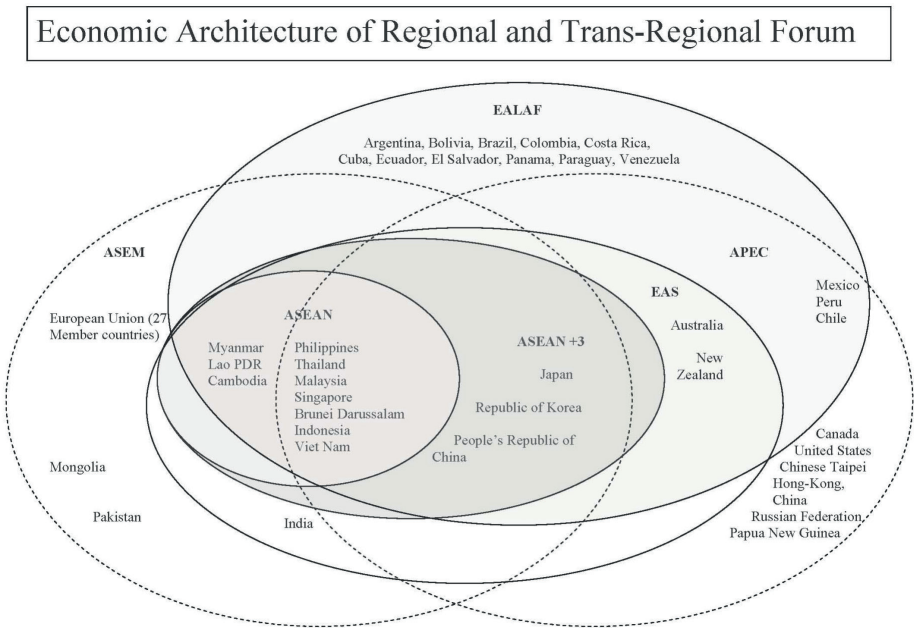 Economic Architecture of Regional and Trans-Regional Forum
EALAF
Argentina, Bolivia, Brazil, Colombia, Costa Rica,
Cuba, Ecuador, El Salvador, Panama, Paraguay, Venezuela
ASEM
European Union (27
Member countries)
Mongolia
Pakistan
India
ASEAN
Myanmar
Lao PDR
Cambodia
Philippines
Thailand
Malaysia
Singapore
Brunei Darussalam
Indonesia
Viet Nam
ASEAN +3
Japan
Republic of Korea
People's Republic of
China
EAS
Australia
New
Zealand
APEC
Mexico
Peru
Chile
Canada
United States
Chinese Taipei
Hong-Kong,
China
Russian Federation
Papua New Guinea